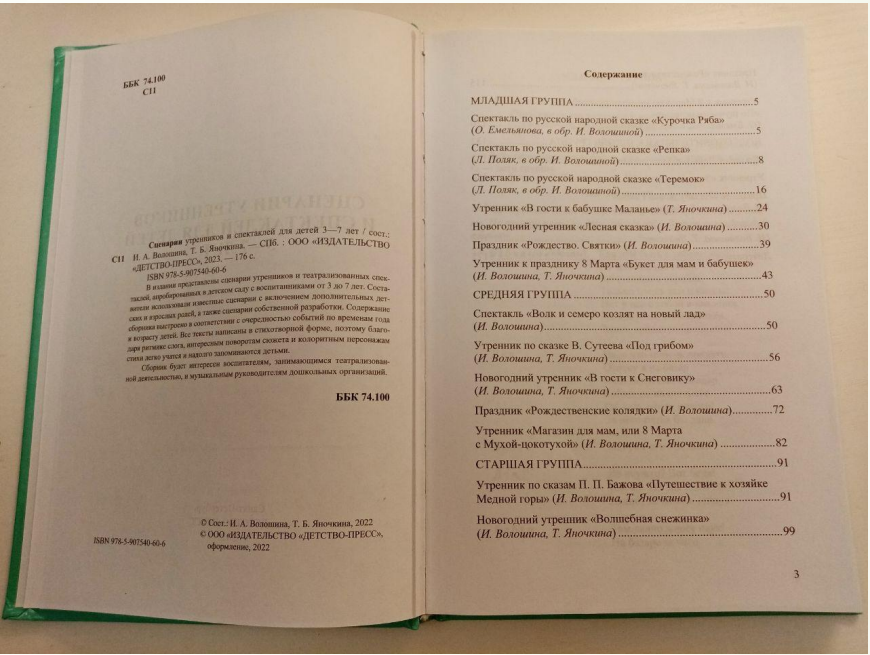 ББК 74.100
С11
Сценарии утренников и спектаклей для детей 3—7 лет / сост.:
С11 И. А. Волошина, Т. Б. Яночкина. — СПб. : ООО «ИЗДАТЕЛЬСТВО
«ДЕТСТВО-ПРЕСС», 2023. — 176 с.
ISBN 978-5-907540-60-6
В издании представлены сценарии утренников и театрализованных спек-
таклей, апробированных в детском саду с воспитанниками от 3 до 7 лет. Соста-
вители использовали известные сценарии с включением дополнительных дет-
ских и взрослых ролей, а также сценарии собственной разработки. Содержание
сборника выстроено в соответствии с очередностью событий по временам года
и возрасту детей. Все тексты написаны в стихотворной форме, поэтому благо-
даря ритмике слога, интересным поворотам сюжета и колоритным персонажам
стихи легко учатся и надолго запоминаются детьми.
Сборник будет интересен воспитателям, занимающимся театрализован-
ной деятельностью, и музыкальным руководителям дошкольных организаций.
ББК 74.100
© Сост.: И. А. Волошина, Т. Б. Яночкина, 2022
© ООО «ИЗДАТЕЛЬСТВО «ДЕТСТВО-ПРЕСС»,
ISBN 978-5-907540-60-6 оформление, 2022
Содержание
МЛАДШАЯ ГРУППА ..... 5
Спектакль по русской народной сказке «Курочка Ряба»
(О. Емельянова, в обр. И. Волошиной) ..... 5
Спектакль по русской народной сказке «Репка»
(Л. Поляк, в обр. И. Волошиной) ..... 8
Спектакль по русской народной сказке «Теремок»
(Л. Поляк, в обр. И. Волошиной) ..... 16
Утренник «В гости к бабушке Маланье» (Т. Яночкина) ..... 24
Новогодний утренник «Лесная сказка» (И. Волошина) ..... 30
Праздник «Рождество. Святки» (И. Волошина) ..... 39
Утренник к празднику 8 Марта «Букет для мам и бабушек»
(И. Волошина, Т. Яночкина) ..... 43
СРЕДНЯЯ ГРУППА ..... 50
Спектакль «Волк и семеро козлят на новый лад»
(И. Волошина) ..... 50
Утренник по сказке В. Сутеева «Под грибом»
(И. Волошина, Т. Яночкина) ..... 56
Новогодний утренник «В гости к Снеговику»
(И. Волошина, Т. Яночкина) ..... 63
Праздник «Рождественские колядки» (И. Волошина) ..... 72
Утренник «Магазин для мам, или 8 Марта
с Мухой-цокотухой» (И. Волошина, Т. Яночкина) ..... 82
СТАРШАЯ ГРУППА ..... 91
Утренник по сказам П. П. Бажова «Путешествие к хозяйке
Медной горы» (И. Волошина, Т. Яночкина) ..... 91
Новогодний утренник «Волшебная снежинка»
(И. Волошина, Т. Яночкина) ..... 99
3